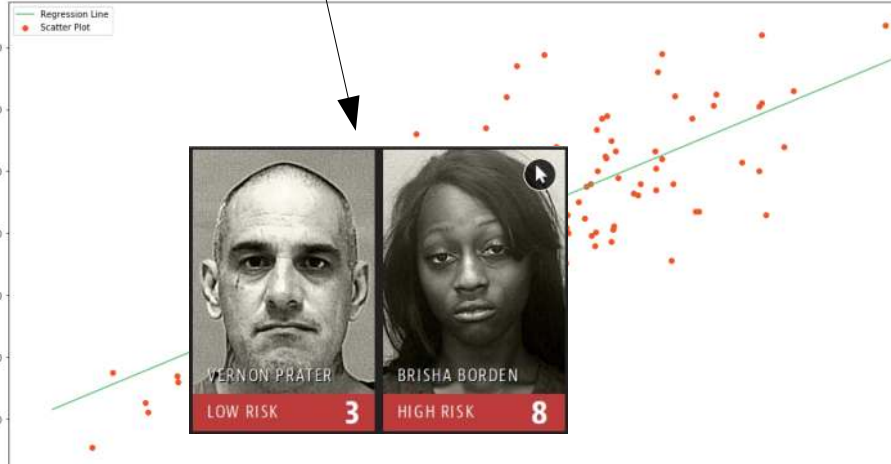 Regression Line
Scatter Plot
VERNON PRATER
BRISHA BORDEN
LOW RISK 3
HIGH RISK 8